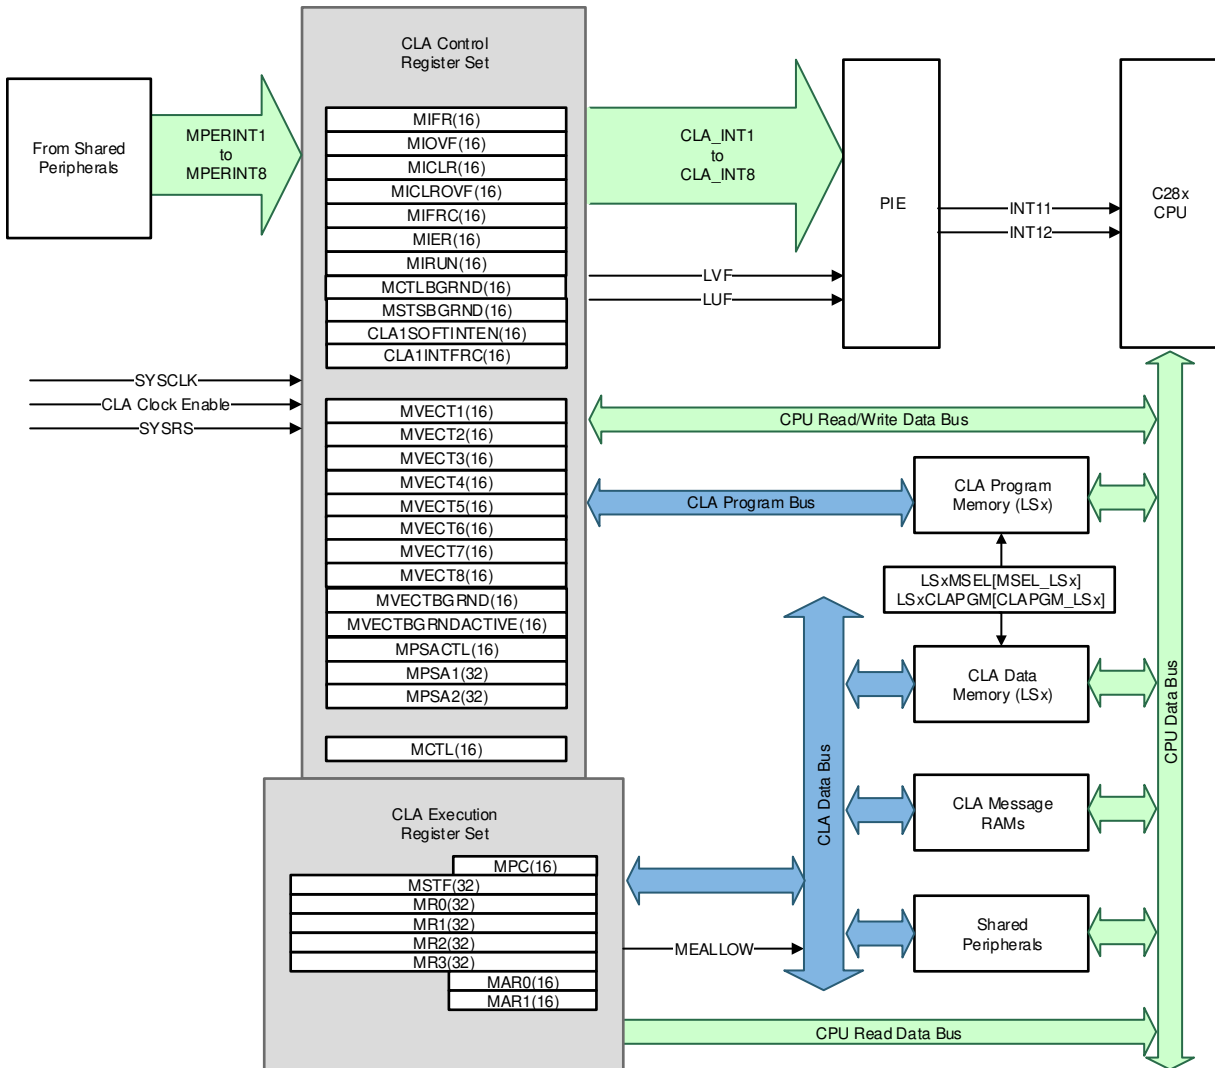 CLA Control
Register Set
From Shared
Peripherals
MPERINT1
to
MPERINT8
MIFR(16)
MIOVF(16)
MICLR(16)
MICLROVF(16)
MIFRC(16)
MIER(16)
MIRUN(16)
MCTLBGRND(16)
MSTSBGRND(16)
CLA1SOFTINTEN(16)
CLA1INTFRC(16)
CLA_INT1
to
CLA_INT8
LVF
LUF
PIE
INT11
INT12
C28x
CPU
SYSCLK
CLA Clock Enable
SYSRS
MVECT1(16)
MVECT2(16)
MVECT3(16)
MVECT4(16)
MVECT5(16)
MVECT6(16)
MVECT7(16)
MVECT8(16)
MVECTBGRND(16)
MVECTBGRNDACTIVE(16)
MPSACTL(16)
MPSA1(32)
MPSA2(32)
MCTL(16)
CPU Read/Write Data Bus
CLA Program Bus
CLA Program
Memory (LSx)
LSxMSEL[MSEL_LSx]
LSxCLAPGM[CLAPGM_LSx]
CLA Data
Memory (LSx)
CLA Message
RAMs
Shared
Peripherals
CLA Data Bus
CPU Data Bus
CLA Execution
Register Set
MPC(16)
MSTF(32)
MR0(32)
MR1(32)
MR2(32)
MR3(32)
MAR0(16)
MAR1(16)
MEALLOW
CPU Read Data Bus